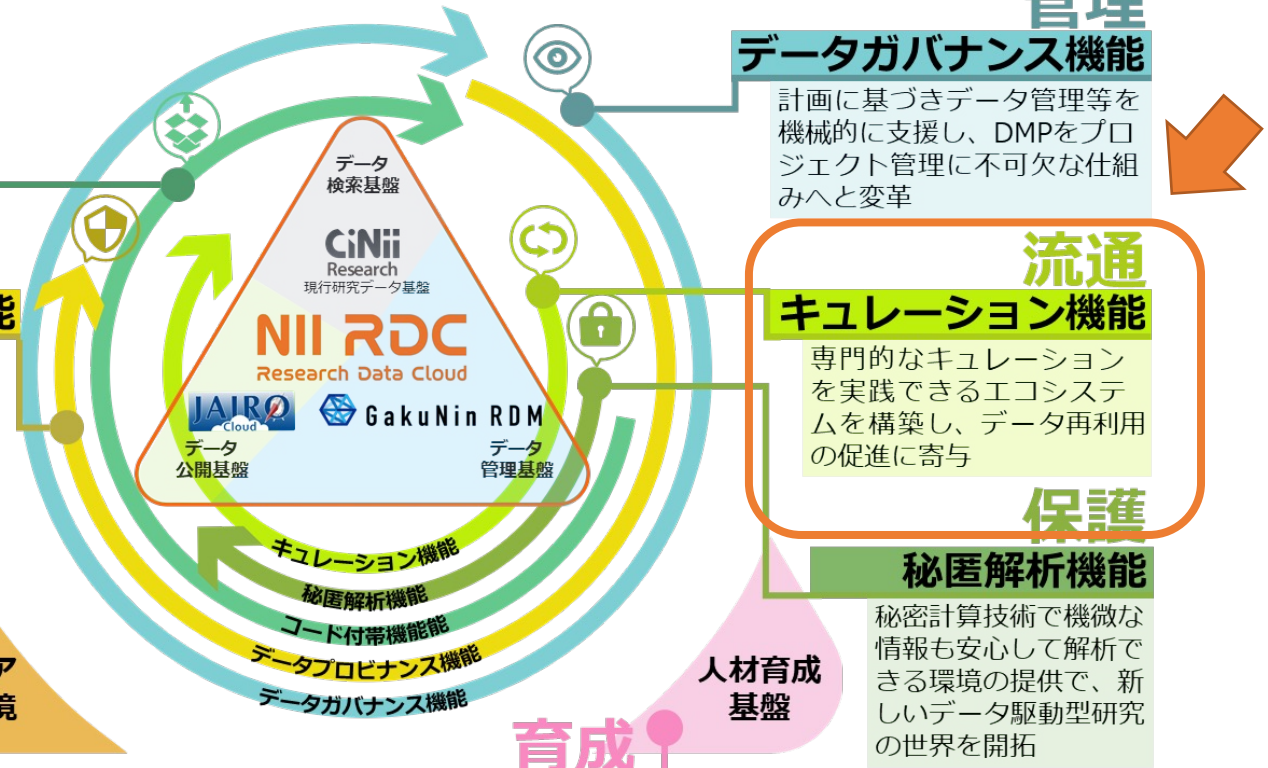 管理
データガバナンス機能
計画に基づきデータ管理等を
機械的に支援し、DMPをプロ
ジェクト管理に不可欠な仕組
みへと変革
流通
キュレーション機能
専門的なキュレーション
を実践できるエコシステ
ムを構築し、データ再利用
の促進に寄与
保護
秘匿解析機能
秘密計算技術で機微な
情報も安心して解析で
きる環境の提供で、新
しいデータ駆動型研究
の世界を開拓
データ
検索基盤
CiNii
Research
現行研究データ基盤
NII RDC
Research Data Cloud
JAIRO
Cloud
GakuNin RDM
データ
公開基盤
データ
管理基盤
キュレーション機能
秘匿解析機能
コード付帯機能能
データプロビナンス機能
データガバナンス機能
能
ア
境
人材育成
基盤
育成